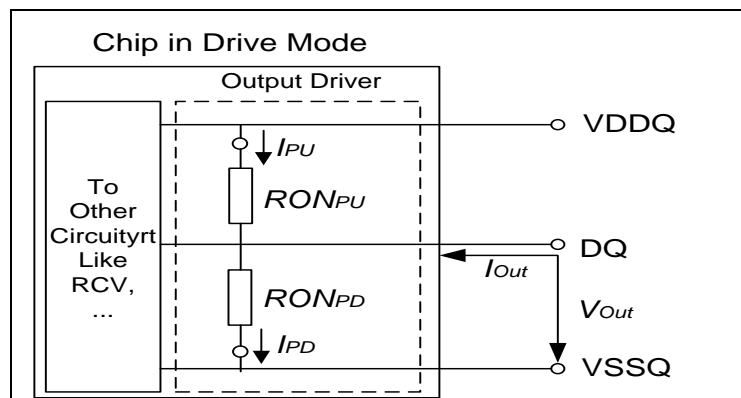 Chip in Drive Mode
Output Driver
To
Other
Circuityrt
Like
RCV,
...
IPU
RONPU
RONPD
IPD
VDDQ
DQ
IOut
VOut
VSSQ